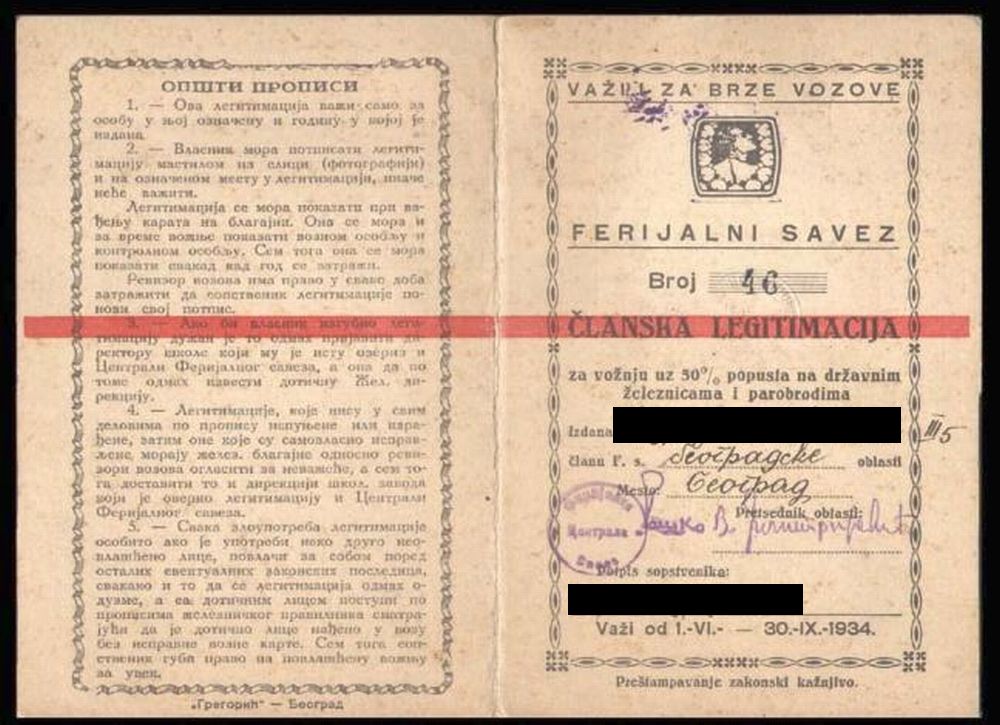 ОПШТИ ПРОПИСИ
1. — Ова легитимација важи само за
особу у њој означену и годину у којој је
издана
2. — Власник мора потписати легити-
мацију мастилом на слици (фотографији)
и на означеном месту у легитимацији, иначе
неће важити.
Легитимација се мора показати при ва-
ђењу карата на благајни. Она се мора и
за време вожње показати возном особљу и
контролном особљу. Сем тога она се мора
показати свакад кад год се затражи.
Ревизор возова има право у свако доба
затражити да сопственик легитимације по-
нови свој потпис.
3. — Ако би власник изгубио леги-
тимацију дужан је то одмах пријавити ди-
ректору школе који му је исту оверио и
Централи Феријалног савеза, а она да по
томе одмах извести дотичну Жел. ди-
рекцију.
4. — Легитимације, које нису у свим
деловима по пропису испуњене или изра-
ђене, затим оне које су самовласно исправ-
љене, морају желез. благајне односно реви-
зори возова огласити за неважеће, а сем то-
га доставити то и дирекцији школ. завода
који је оверио легитимацију и Централи
Феријалног савеза.
5. — Свака злоупотреба легитимације
особито ако је употреби неко друго нео-
влашћено лице, повлачи за собом поред
осталих евентуалних законских последица,
свакако и то да се легитимација одмах о-
дузме, а са дотичним лицем поступи по
прописима железничког правилника сматра-
јући да је дотично лице нађено у возу
без исправне возне карте. Сем тога соп-
ственик губи право на повлашћену вожњу
за увек.
„Грегорић“ — Београд
VAŽI I ZA BRZE VOZOVE
FERIJALNI SAVEZ
Broj 46
ČLANSKA LEGITIMACIJA
za vožnju uz 50% popusta na državnim
železnicama i parobrodima
Izdana
III5
članu F. s. Београдске oblasti
Mesto: Београд
Pretsednik oblasti:
Централа
Савез
Potpis sopstvenika:
Važi od 1.-VI.- — 30.-IX.-1934.
Preštampavanje zakonski kažnjivo.